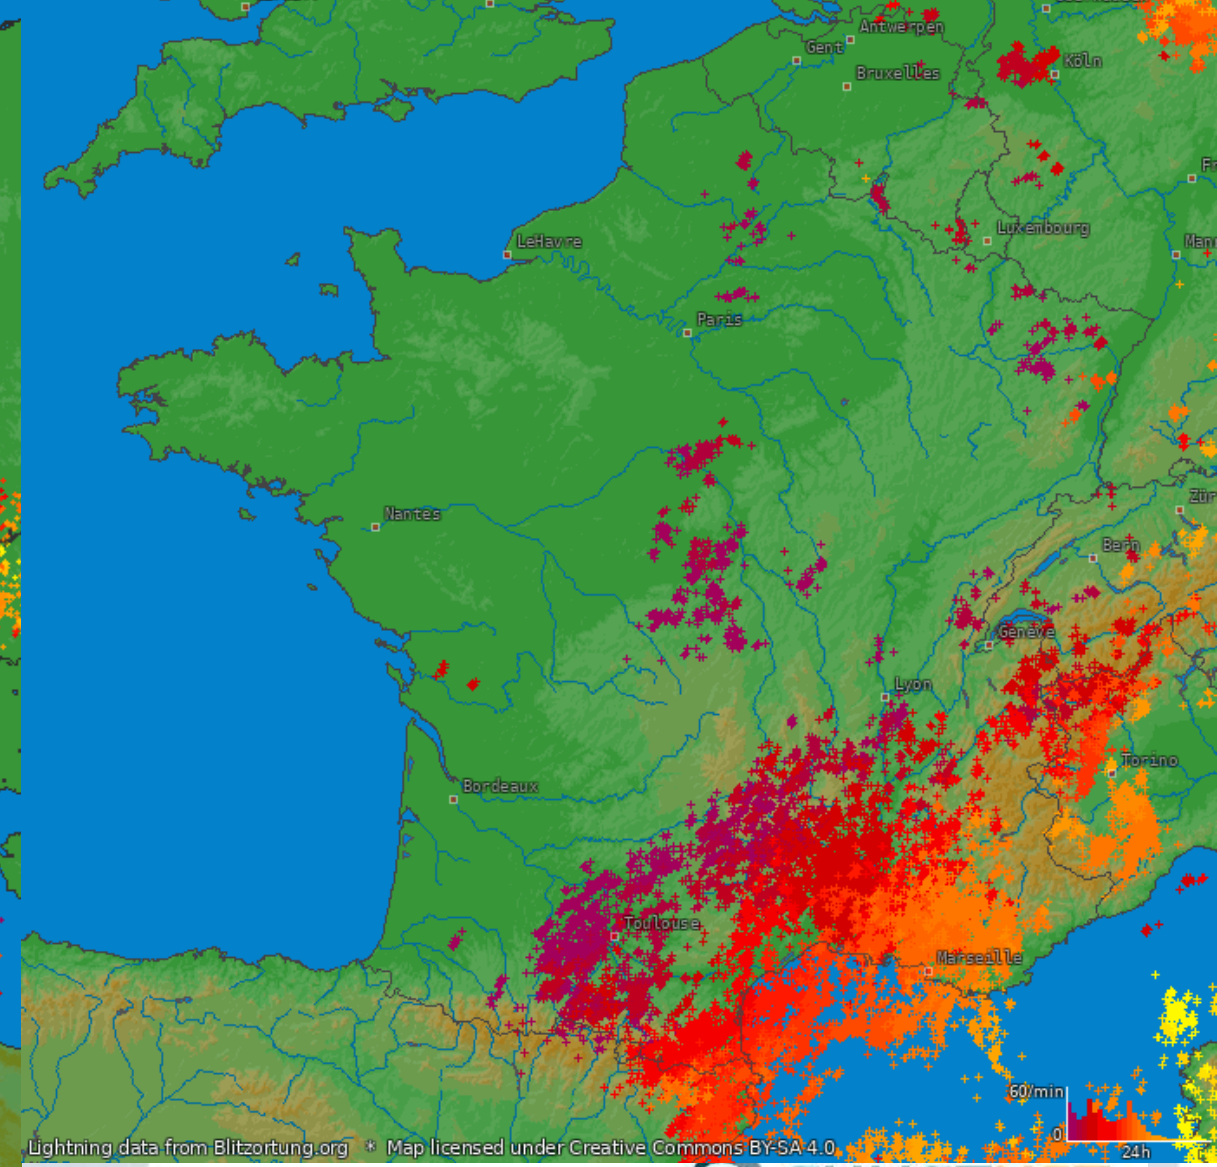 Antwerpen
Gent
Köln
Bruxelles
Luxembourg
LeHavre
Paris
Nantes
Bern
Genève
Lyon
Torino
Bordeaux
Toulouse
Marseille
60/min
0
24h
Lightning data from Blitzortung.org * Map licensed under Creative Commons BY-SA 4.0